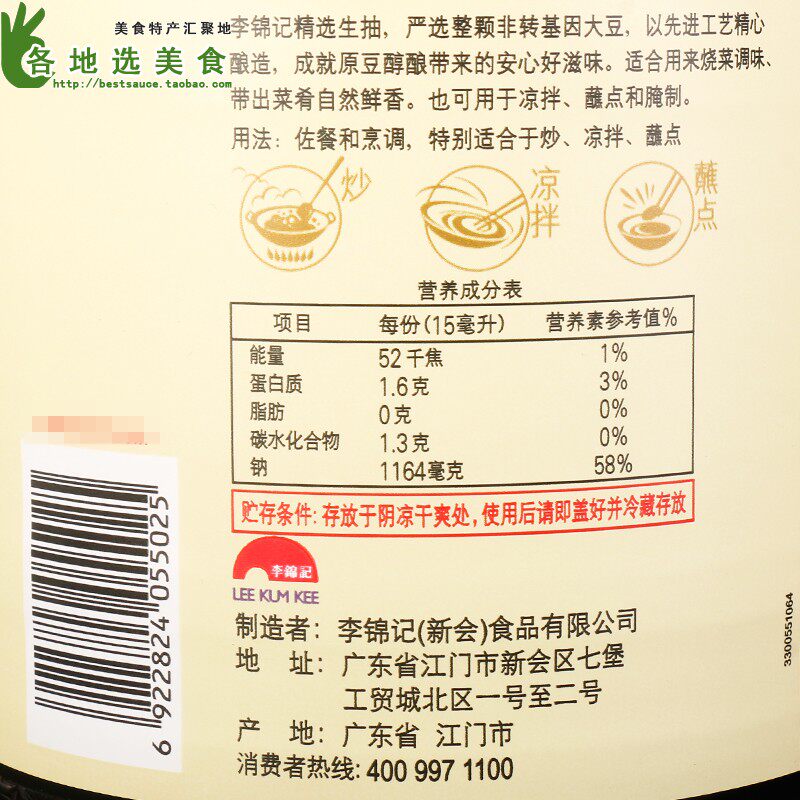 美食特产汇聚地
各地选美食
http://bestsauce.taobao.com
李锦记精选生抽，严选整颗非转基因大豆，以先进工艺精心
酿造，成就原豆醇酿带来的安心好滋味。适合用来烧菜调味、
带出菜肴自然鲜香。也可用于凉拌、蘸点和腌制。
用法：佐餐和烹调，特别适合于炒、凉拌、蘸点
炒
凉拌
蘸点
营养成分表
项目 每份(15毫升) 营养素参考值%
能量 52千焦 1%
蛋白质 1.6克 3%
脂肪 0克 0%
碳水化合物 1.3克 0%
钠 1164毫克 58%
贮存条件：存放于阴凉干爽处，使用后请即盖好并冷藏存放
李錦記
LEE KUM KEE
制造者：李锦记(新会)食品有限公司
地 址：广东省江门市新会区七堡
工贸城北区一号至二号
产 地：广东省 江门市
消费者热线：400 997 1100
6 922824 055025
3300551064